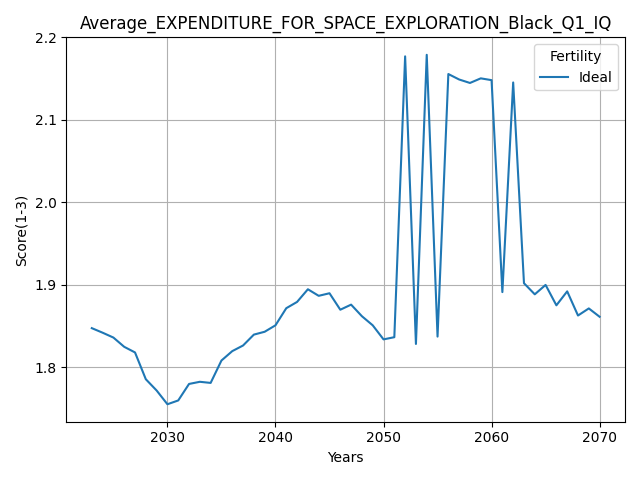 Average_EXPENDITURE_FOR_SPACE_EXPLORATION_Black_Q1_IQ
Fertility
Ideal
2.2
2.1
2.0
1.9
1.8
Score(1-3)
2030 2040 2050 2060 2070
Years